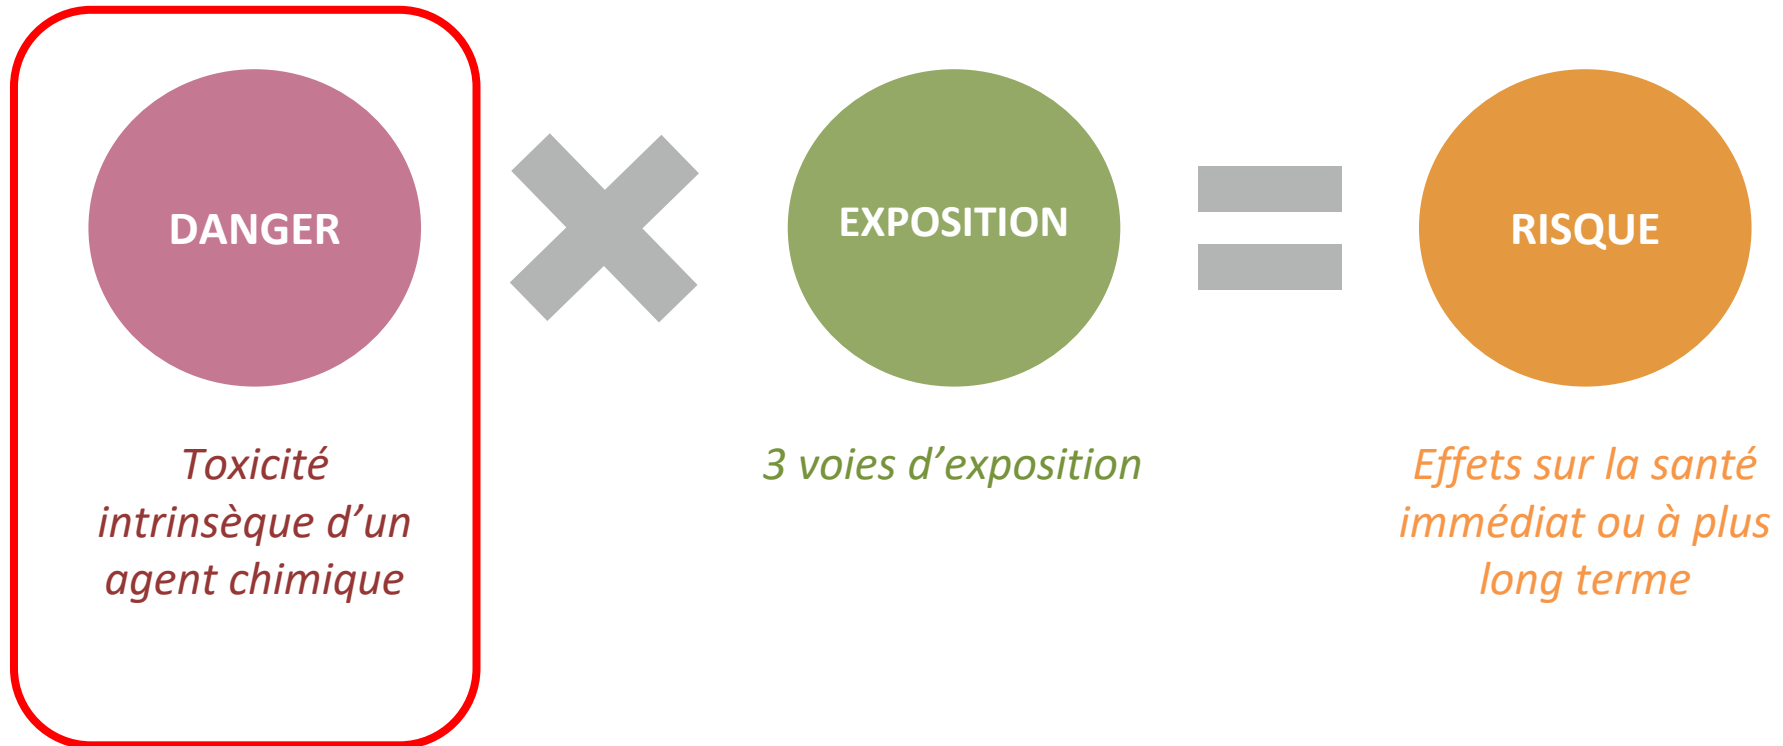 DANGER
EXPOSITION
RISQUE
Toxicité
intrinsèque d’un
agent chimique
3 voies d’exposition
Effets sur la santé
immédiat ou à plus
long terme